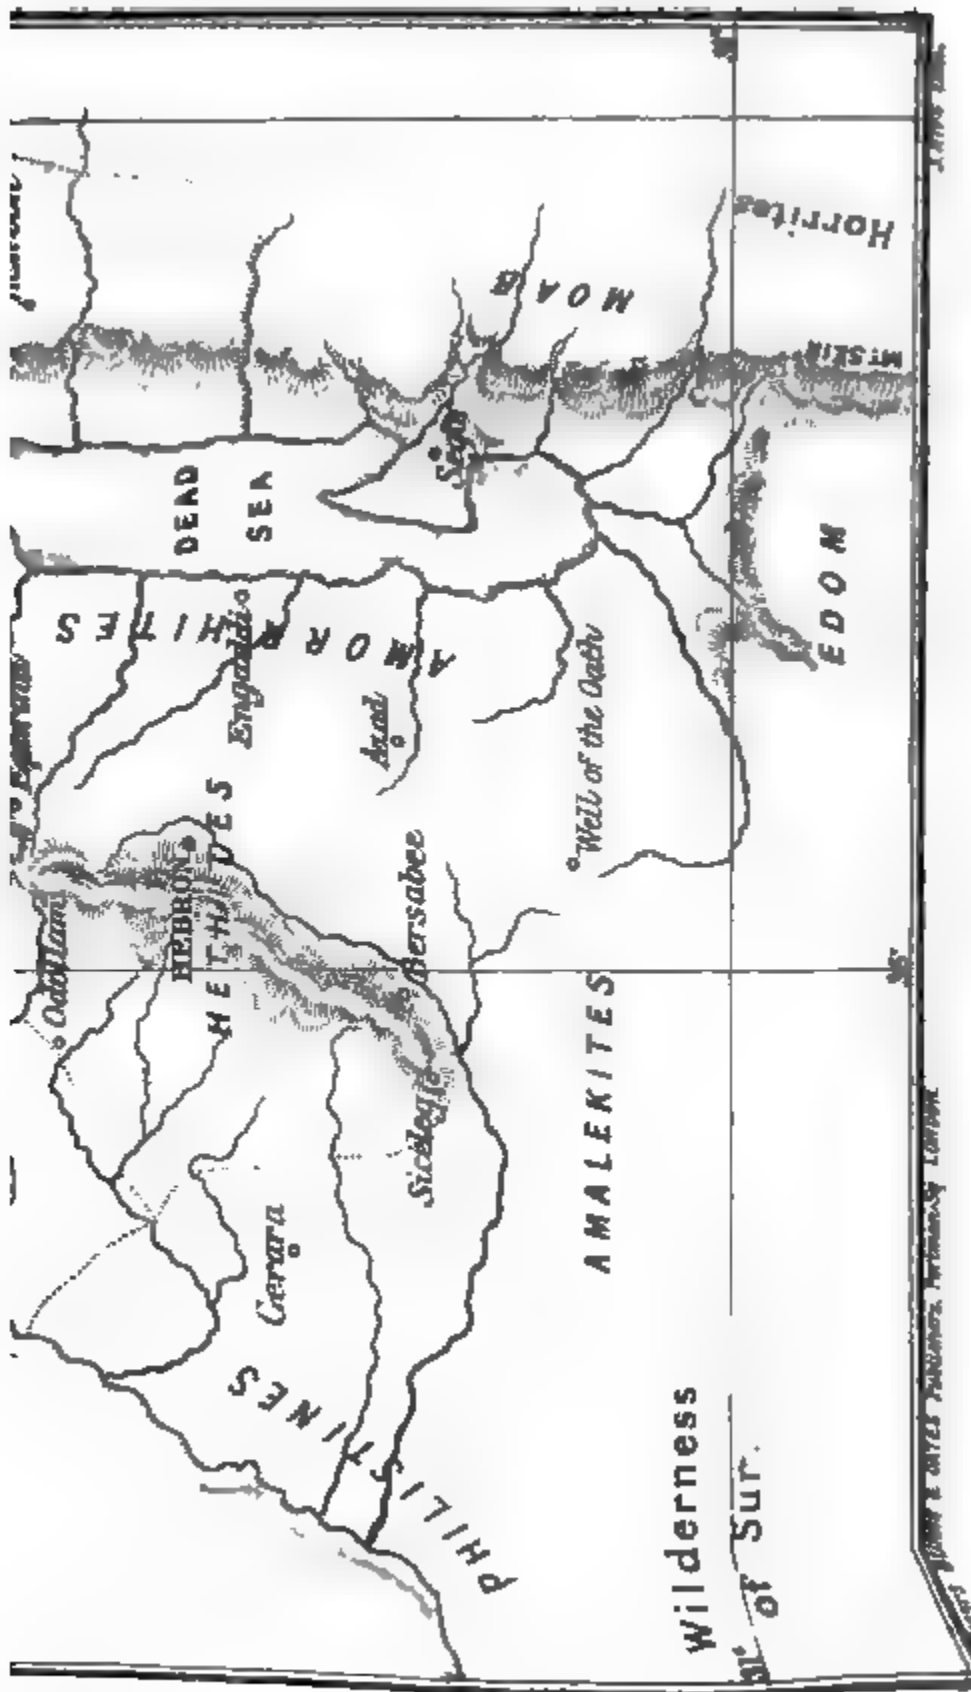 Horrites
MOAB
Mt SEIR
Segor
DEAD
SEA
EDOM
AMORRHITES
Engaddi
Arad
Well of the Oath
HEBRON
HETHITES
Odollam
Bersabee
AMALEKITES
Siceleg
Gerara
PHILISTINES
Wilderness
of Sur.